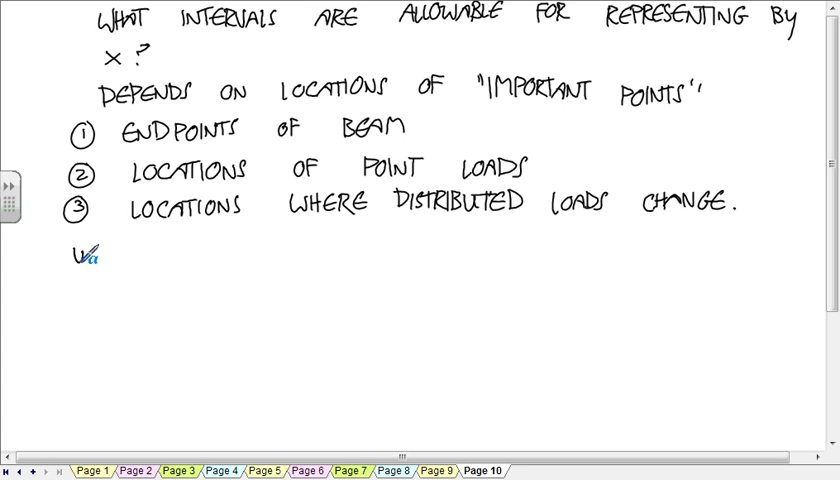 WHAT INTERVALS ARE ALLOWABLE FOR REPRESENTING BY
X ?
DEPENDS ON LOCATIONS OF "IMPORTANT POINTS"
① ENDPOINTS OF BEAM
② LOCATIONS OF POINT LOADS
③ LOCATIONS WHERE DISTRIBUTED LOADS CHANGE.
Page 1 Page 2 Page 3 Page 4 Page 5 Page 6 Page 7 Page 8 Page 9 Page 10